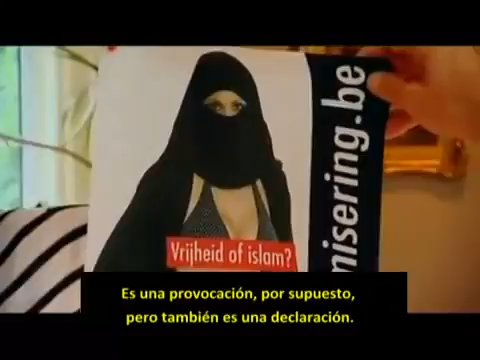 Vrijheid of islam?
misering.be
Es una provocación, por supuesto,
pero también es una declaración.